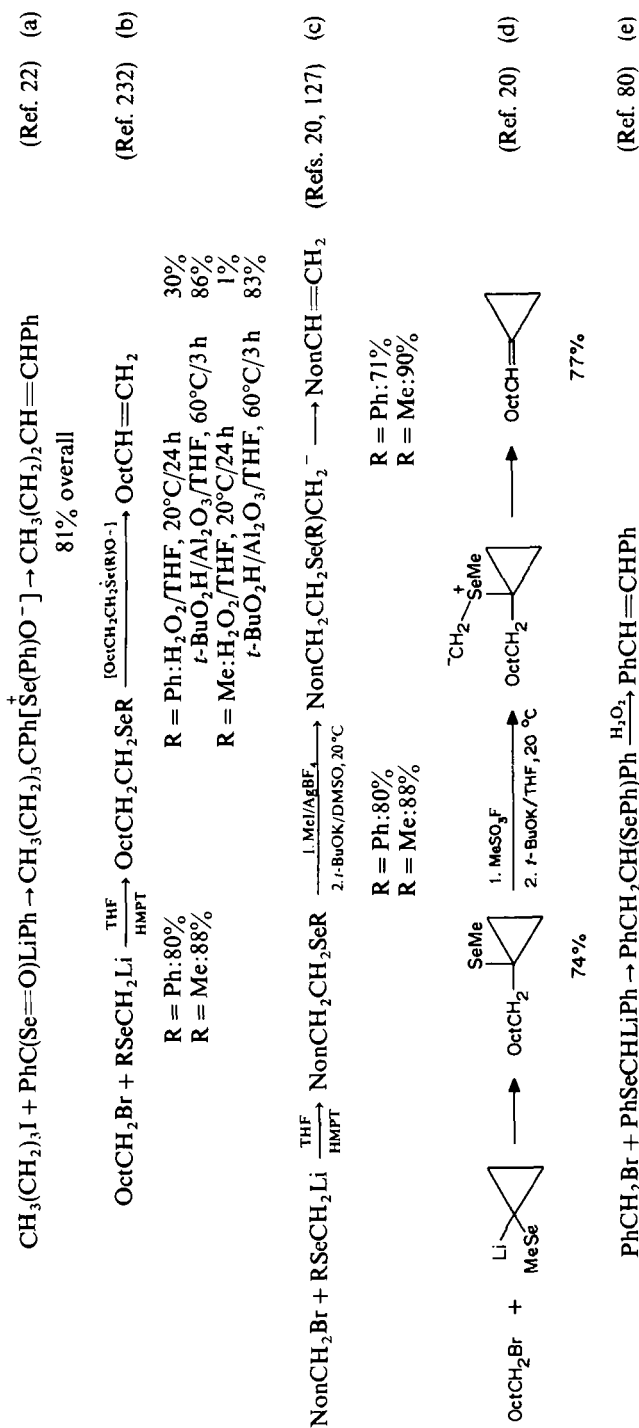 CH₃(CH₂)₃I + PhC(Se=O)LiPh → CH₃(CH₂)₃CPh[Se⁺(Ph)O⁻] → CH₃(CH₂)₂CH=CHPh (Ref. 22) (a)
81% overall
OctCH₂Br + RSeCH₂Li →[THF / HMPT] OctCH₂CH₂SeR →[[OctCH₂CH₂Se⁺(R)O⁻]] OctCH=CH₂ (Ref. 232) (b)
R = Ph:80% R = Ph:H₂O₂/THF, 20°C/24 h 30%
R = Me:88% t-BuO₂H/Al₂O₃/THF, 60°C/3 h 86%
R = Me:H₂O₂/THF, 20°C/24 h 1%
t-BuO₂H/Al₂O₃/THF, 60°C/3 h 83%
NonCH₂Br + RSeCH₂Li →[THF / HMPT] NonCH₂CH₂SeR →[1. MeI/AgBF₄ / 2. t-BuOK/DMSO, 20°C] NonCH₂CH₂Se(R)CH₂⁻ → NonCH=CH₂ (Refs. 20, 127) (c)
R = Ph:80% R = Ph:71%
R = Me:88% R = Me:90%
OctCH₂Br + Li MeSe → OctCH₂ SeMe 1. MeSO₃F 2. t-BuOK/THF, 20 °C OctCH₂ ⁻CH₂ SeMe⁺ → OctCH= (Ref. 20) (d)
74% 77%
PhCH₂Br + PhSeCHLiPh → PhCH₂CH(SePh)Ph →[H₂O₂] PhCH=CHPh (Ref. 80) (e)